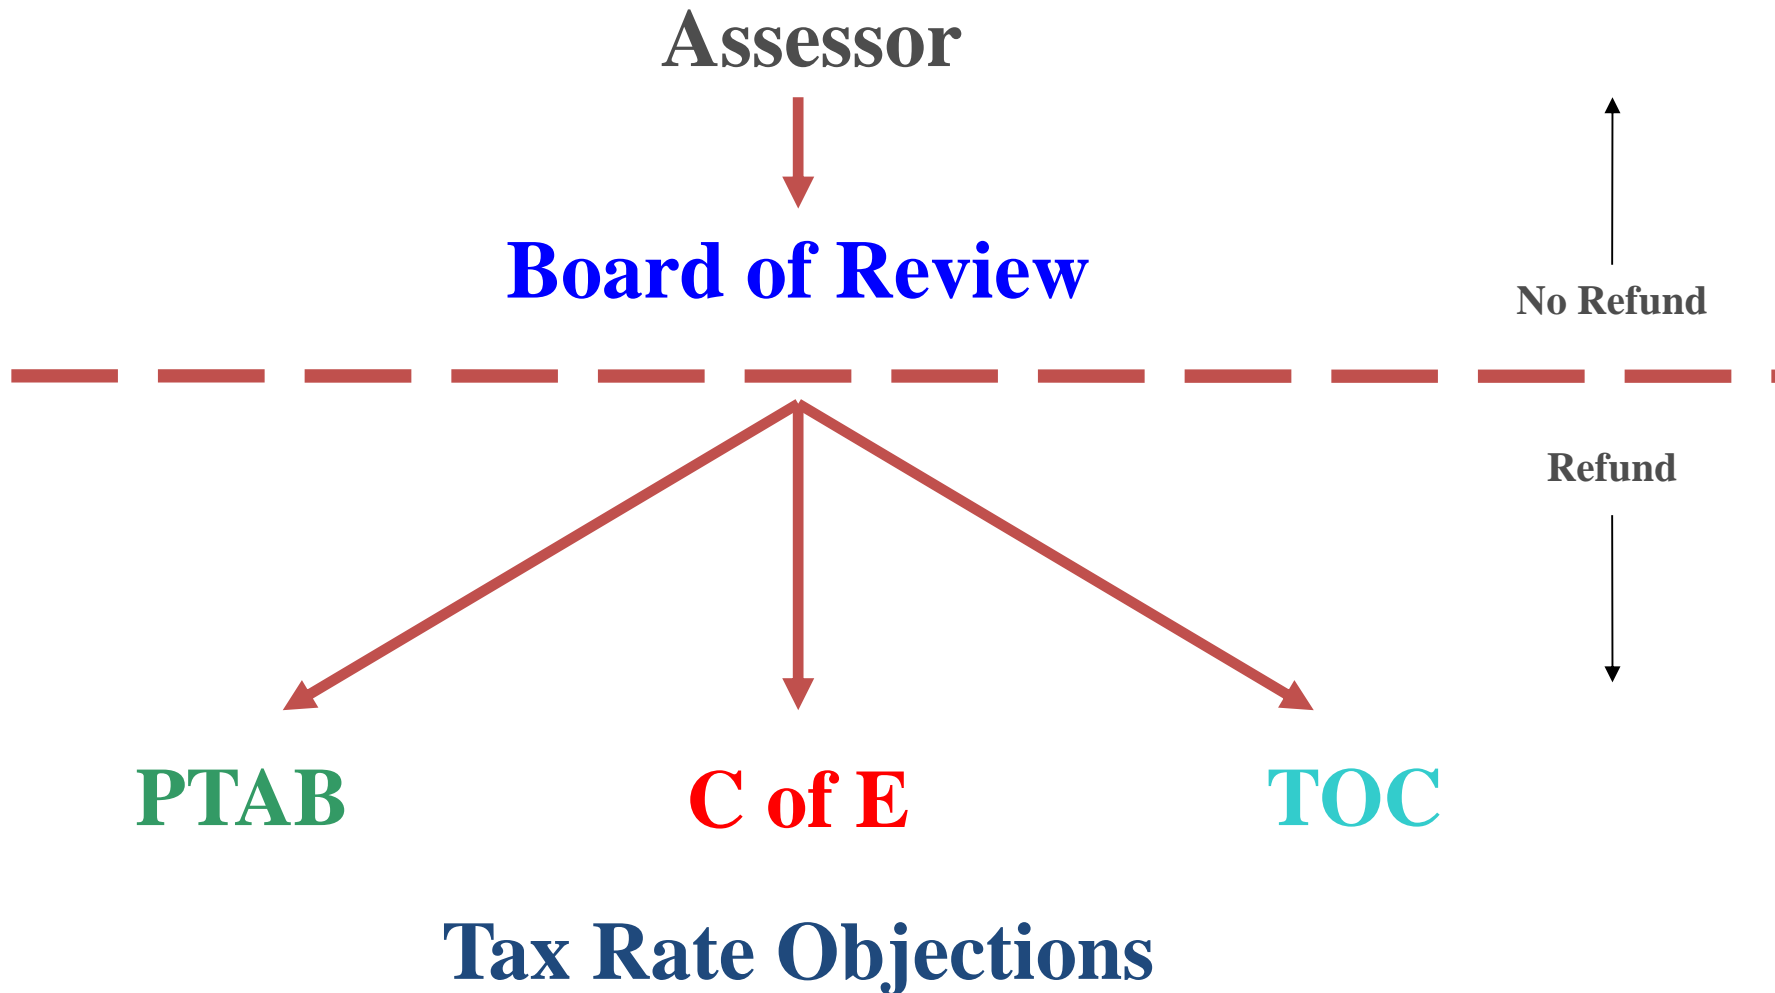 Assessor
Board of Review
No Refund
Refund
PTAB
C of E
TOC
Tax Rate Objections